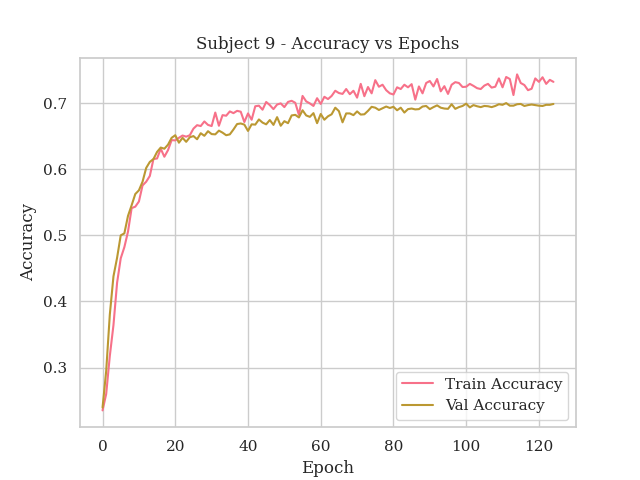 Subject 9 - Accuracy vs Epochs
Accuracy
0.7
0.6
0.5
0.4
0.3
Train Accuracy
Val Accuracy
0 20 40 60 80 100 120
Epoch